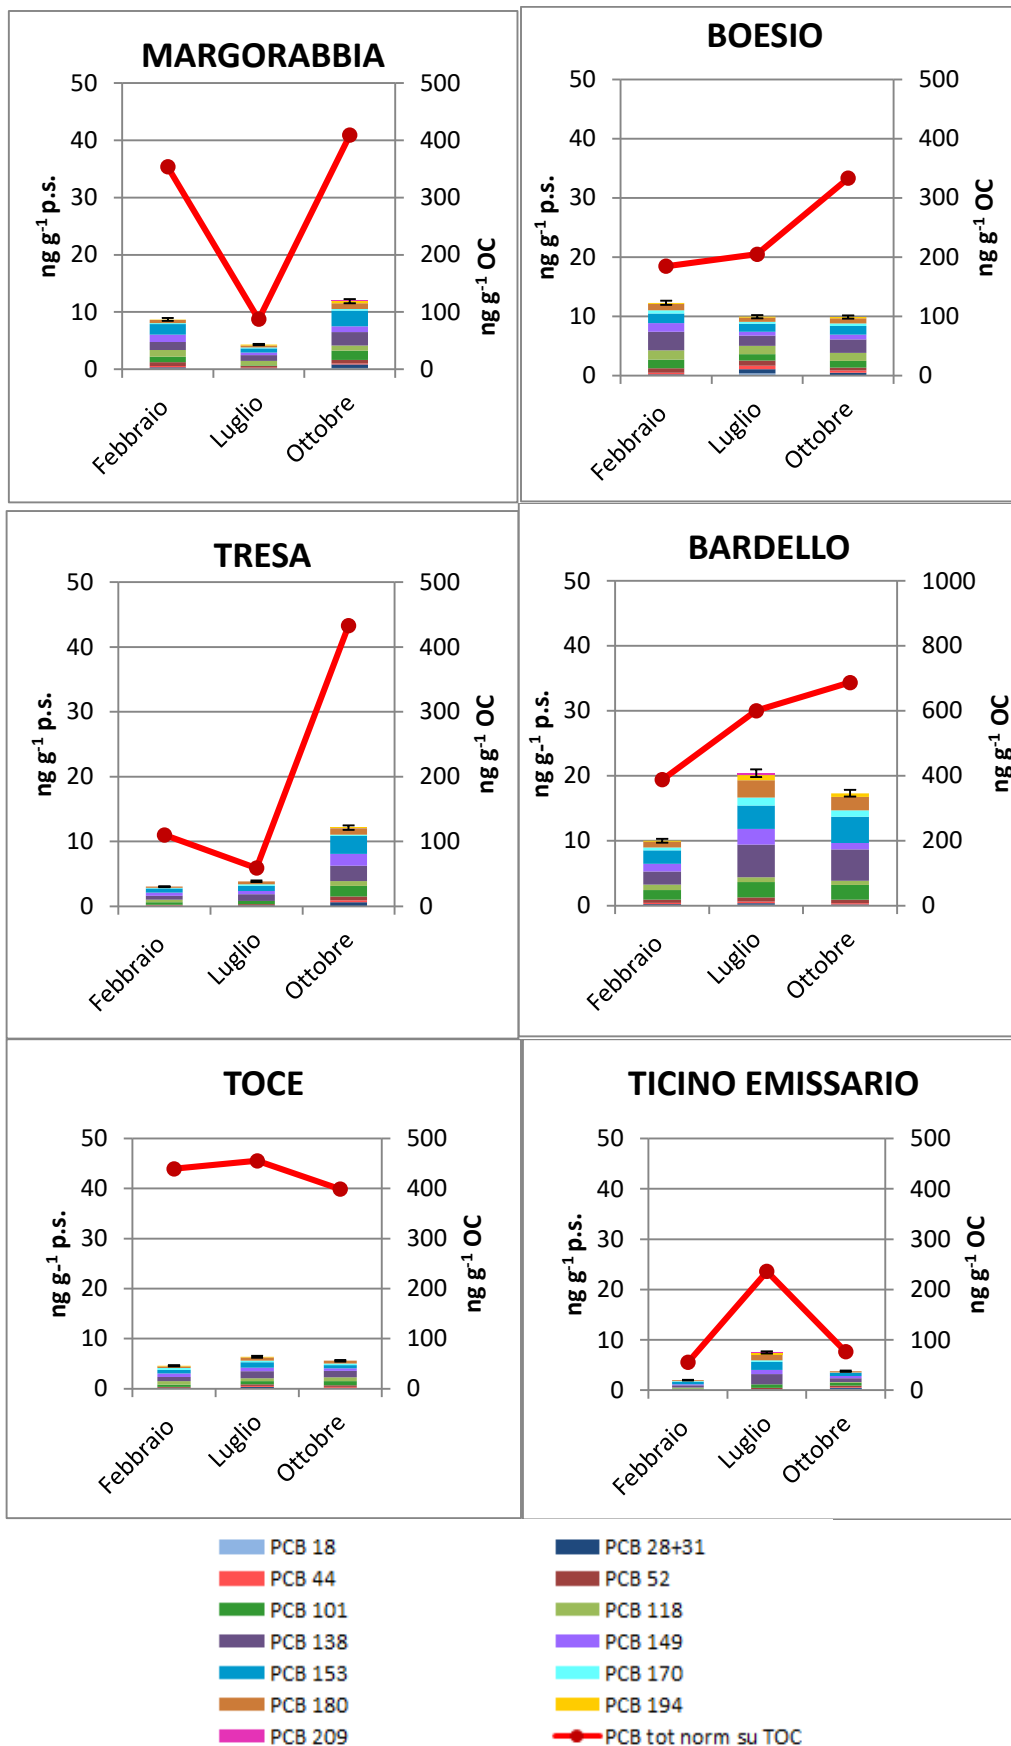 MARGORABBIA
50
40
30
20
10
0
ng g⁻¹ p.s.
500
400
300
200
100
0
ng g⁻¹ OC
Febbraio
Luglio
Ottobre
BOESIO
50
40
30
20
10
0
ng g⁻¹ p.s.
500
400
300
200
100
0
ng g⁻¹ OC
Febbraio
Luglio
Ottobre
TRESA
50
40
30
20
10
0
ng g⁻¹ p.s.
500
400
300
200
100
0
ng g⁻¹ OC
Febbraio
Luglio
Ottobre
BARDELLO
50
40
30
20
10
0
ng g-¹ p.s.
1000
800
600
400
200
0
ng g⁻¹ OC
Febbraio
Luglio
Ottobre
TOCE
50
40
30
20
10
0
ng g-¹ p.s.
500
400
300
200
100
0
ng g⁻¹ OC
Febbraio
Luglio
Ottobre
TICINO EMISSARIO
50
40
30
20
10
0
ng g⁻¹ p.s.
500
400
300
200
100
0
ng g⁻¹ OC
Febbraio
Luglio
Ottobre
PCB 18
PCB 28+31
PCB 44
PCB 52
PCB 101
PCB 118
PCB 138
PCB 149
PCB 153
PCB 170
PCB 180
PCB 194
PCB 209
PCB tot norm su TOC